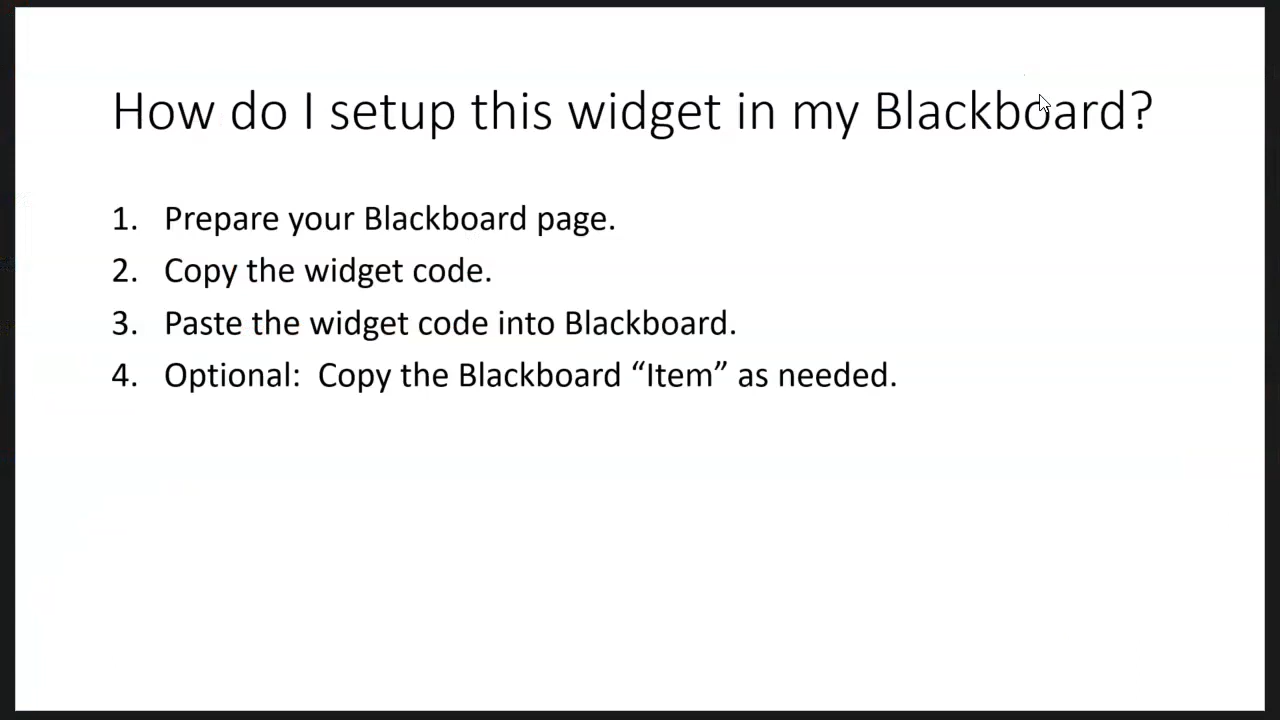 How do I setup this widget in my Blackboard?
1. Prepare your Blackboard page.
2. Copy the widget code.
3. Paste the widget code into Blackboard.
4. Optional:  Copy the Blackboard “Item” as needed.